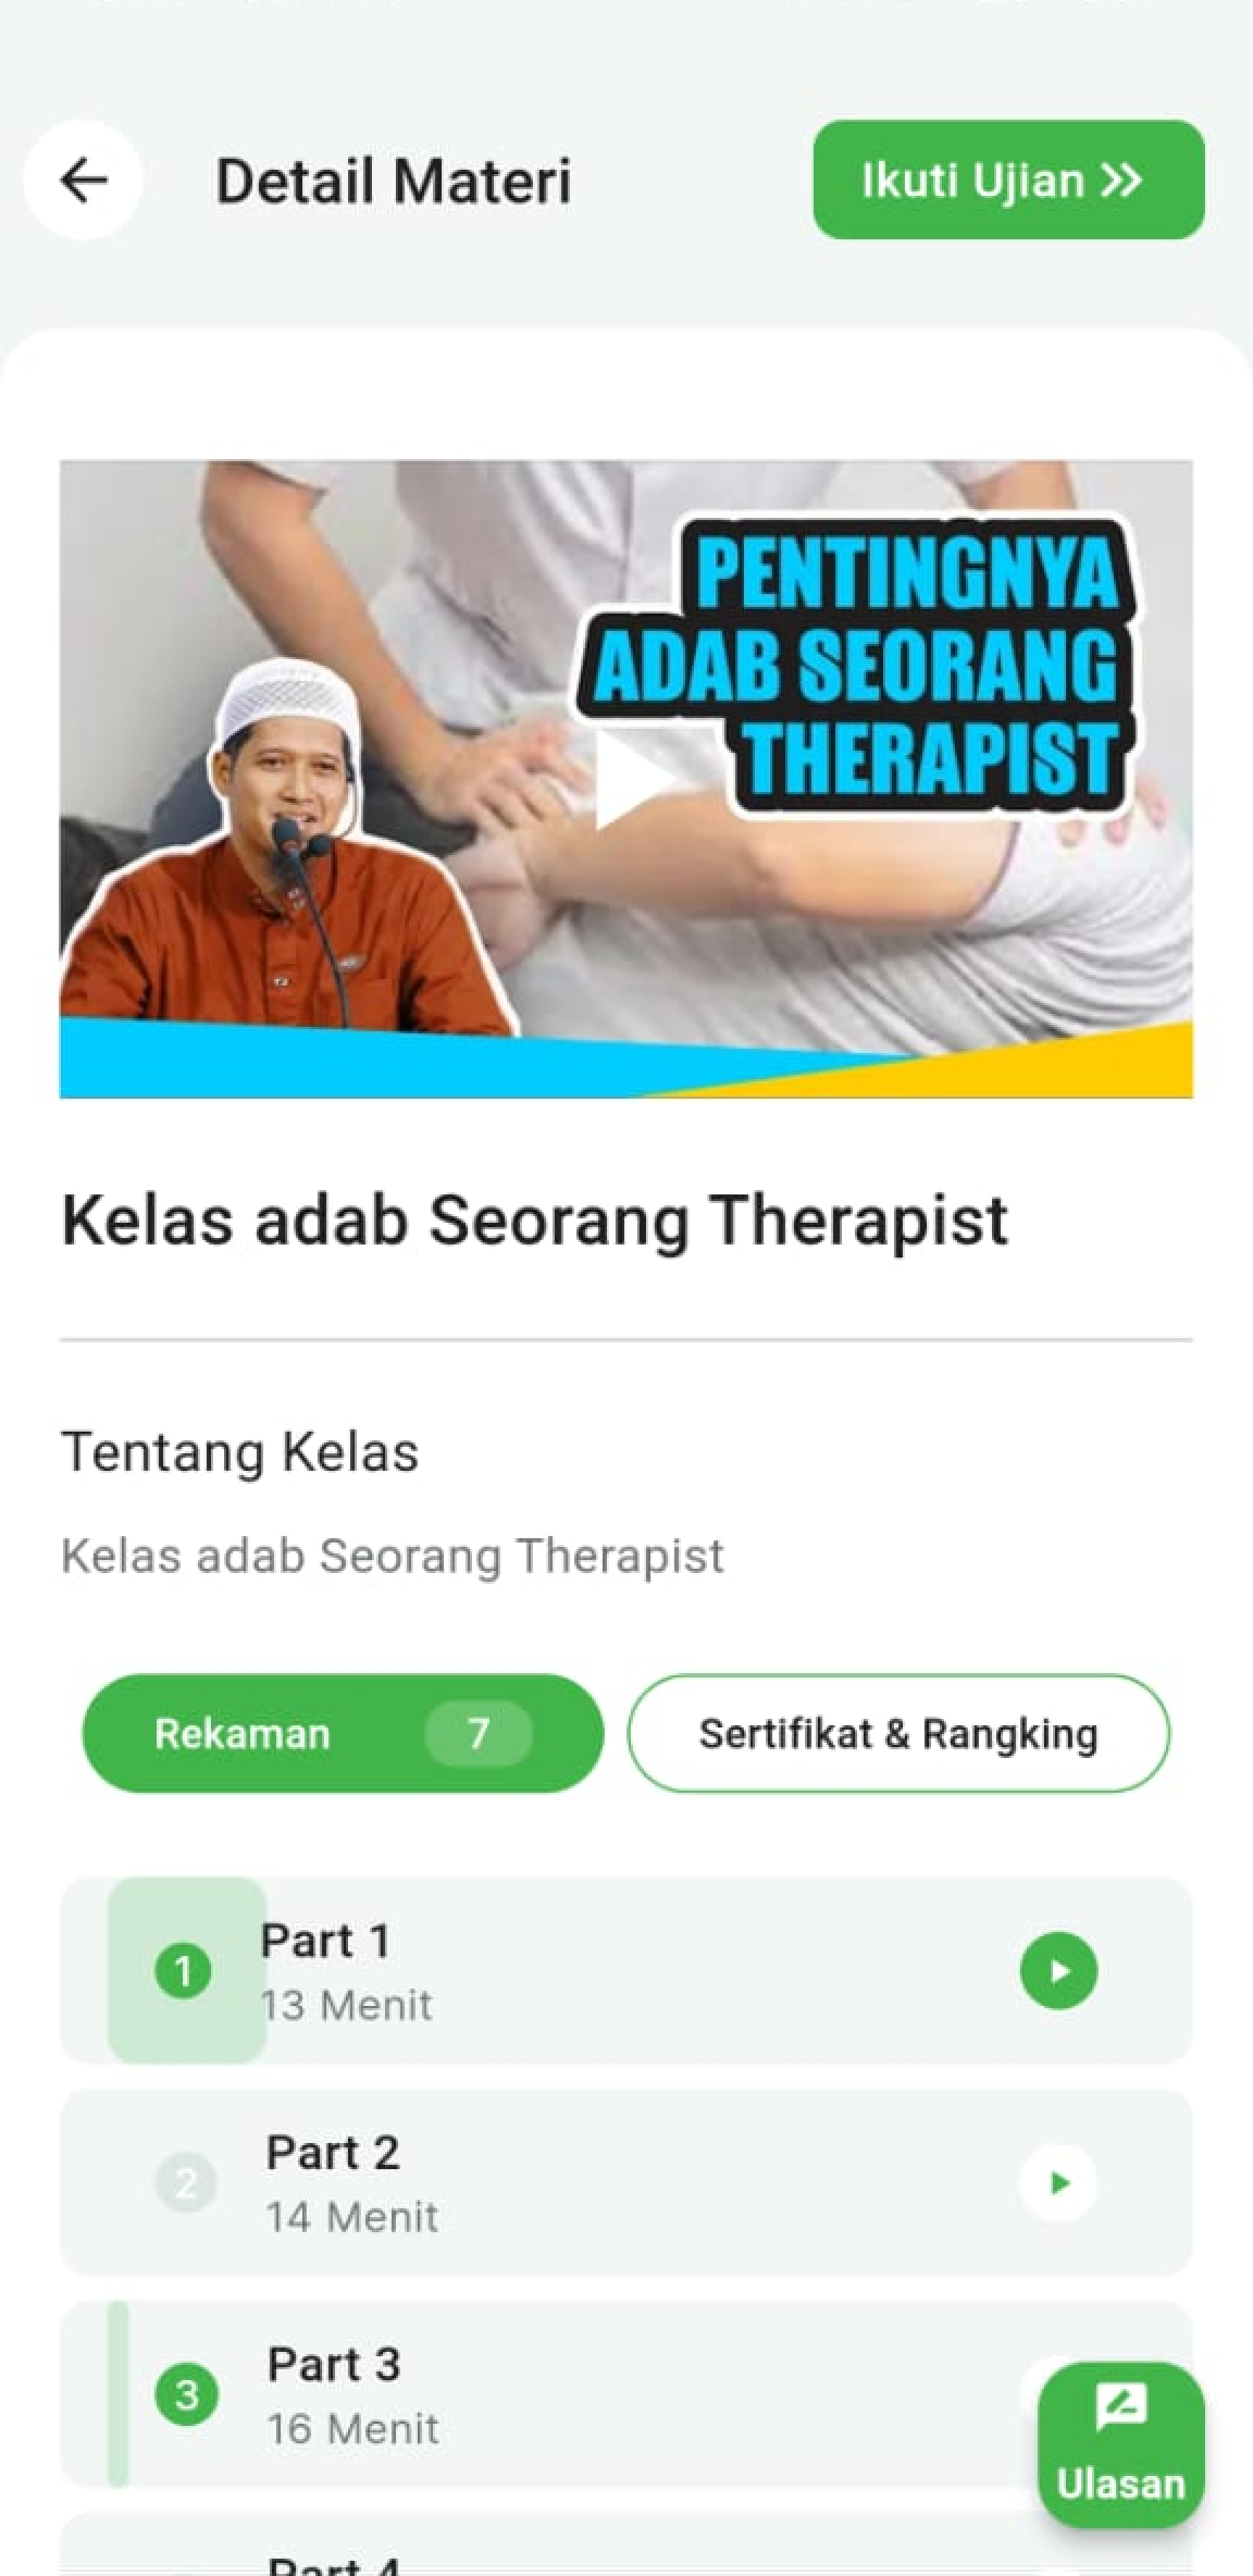 Detail Materi
Ikuti Ujian
PENTINGNYA
ADAB SEORANG
THERAPIST
Kelas adab Seorang Therapist
Tentang Kelas
Kelas adab Seorang Therapist
Rekaman 7
Sertifikat & Rangking
1
Part 1
13 Menit
2
Part 2
14 Menit
3
Part 3
16 Menit
Ulasan
Part 4